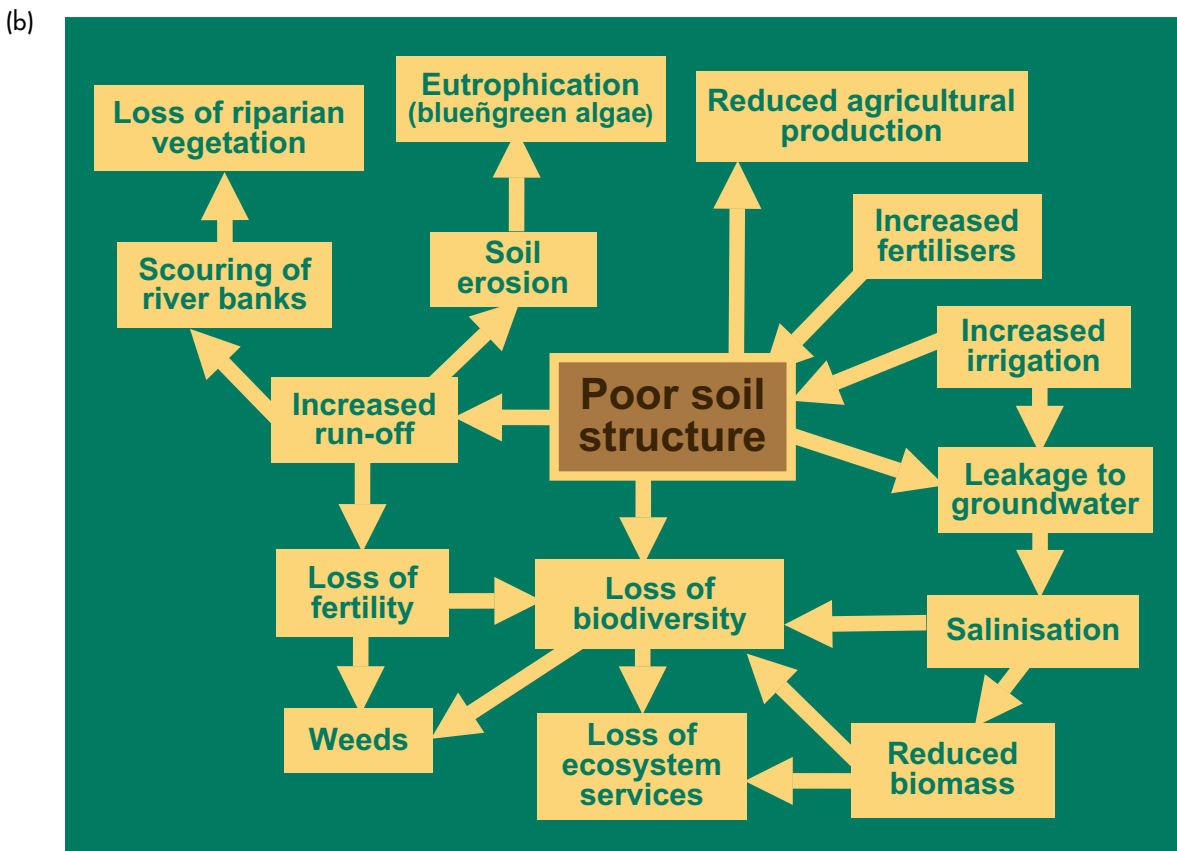 (b)
Loss of riparian
vegetation
Eutrophication
(blueñgreen algae)
Reduced agricultural
production
Increased
fertilisers
Scouring of
river banks
Soil
erosion
Increased
irrigation
Increased
run-off
Poor soil
structure
Leakage to
groundwater
Loss of
fertility
Loss of
biodiversity
Salinisation
Weeds
Loss of
ecosystem
services
Reduced
biomass